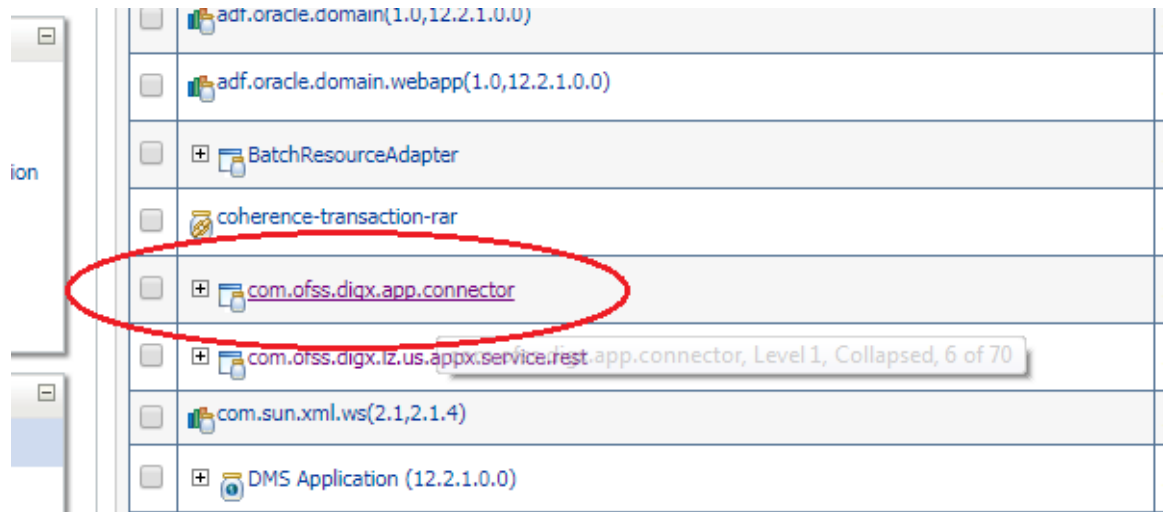 adf.oracle.domain(1.0,12.2.1.0.0)
adf.oracle.domain.webapp(1.0,12.2.1.0.0)
BatchResourceAdapter
ion
coherence-transaction-rar
com.ofss.digx.app.connector
com.ofss.digx.lz.us.appx.service.rest
app.connector, Level 1, Collapsed, 6 of 70
com.sun.xml.ws(2.1,2.1.4)
DMS Application (12.2.1.0.0)